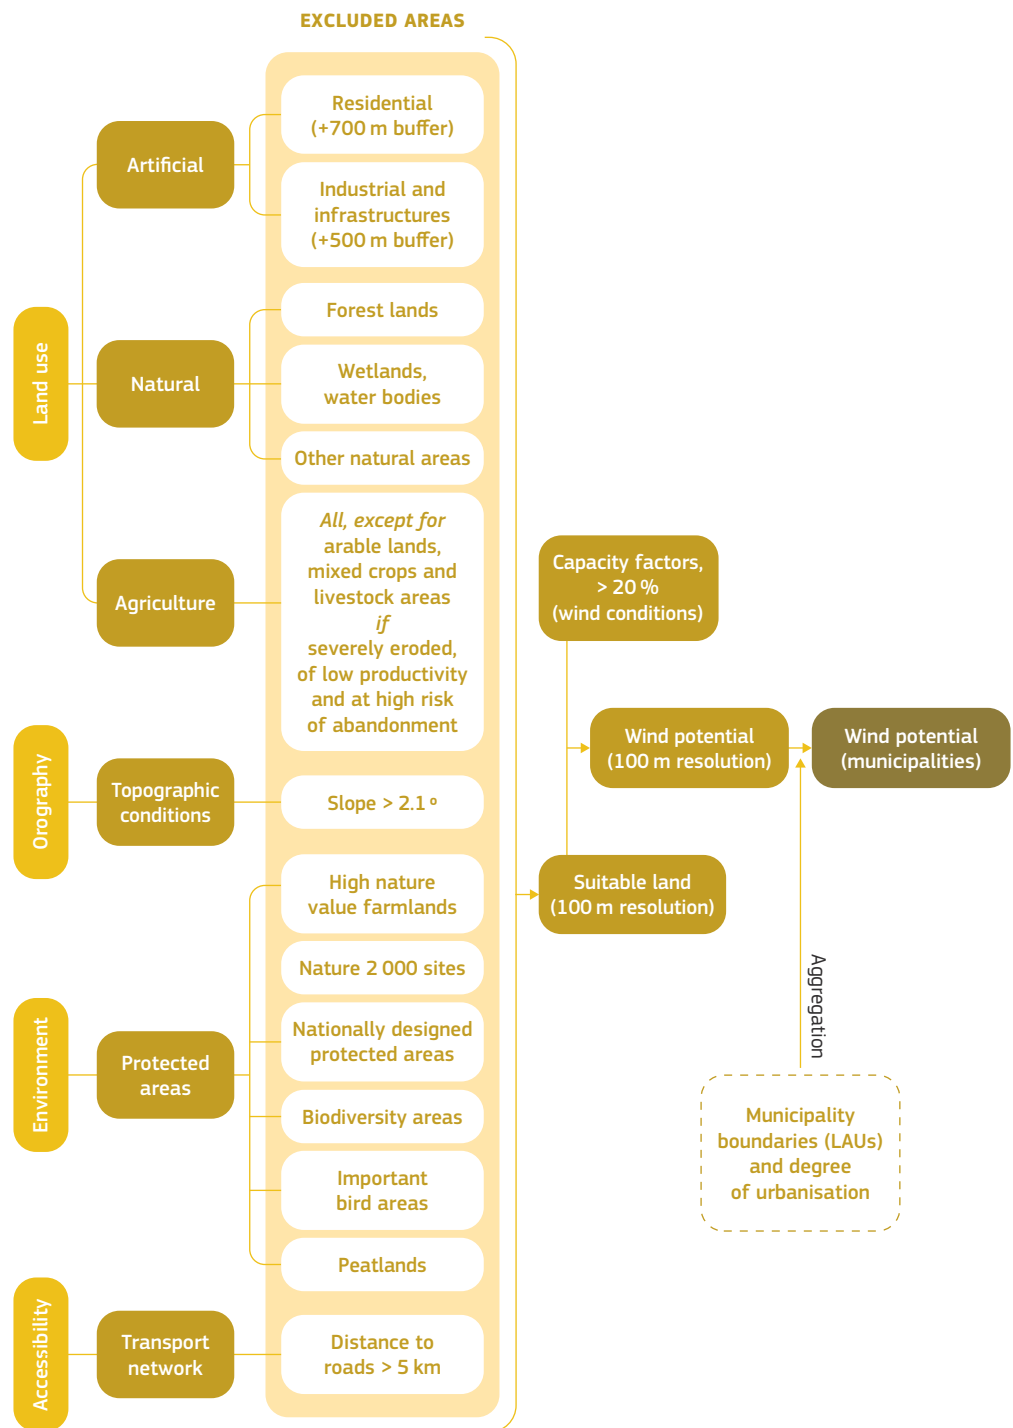 EXCLUDED AREAS
Land use
Artificial
Residential
(+700 m buffer)
Industrial and
infrastructures
(+500 m buffer)
Natural
Forest lands
Wetlands,
water bodies
Other natural areas
Agriculture
All, except for
arable lands,
mixed crops and
livestock areas
if
severely eroded,
of low productivity
and at high risk
of abandonment
Orography
Topographic
conditions
Slope > 2.1 º
Environment
Protected
areas
High nature
value farmlands
Nature 2 000 sites
Nationally designed
protected areas
Biodiversity areas
Important
bird areas
Peatlands
Accessibility
Transport
network
Distance to
roads > 5 km
Capacity factors,
> 20 %
(wind conditions)
Wind potential
(100 m resolution)
Wind potential
(municipalities)
Suitable land
(100 m resolution)
Aggregation
Municipality
boundaries (LAUs)
and degree
of urbanisation